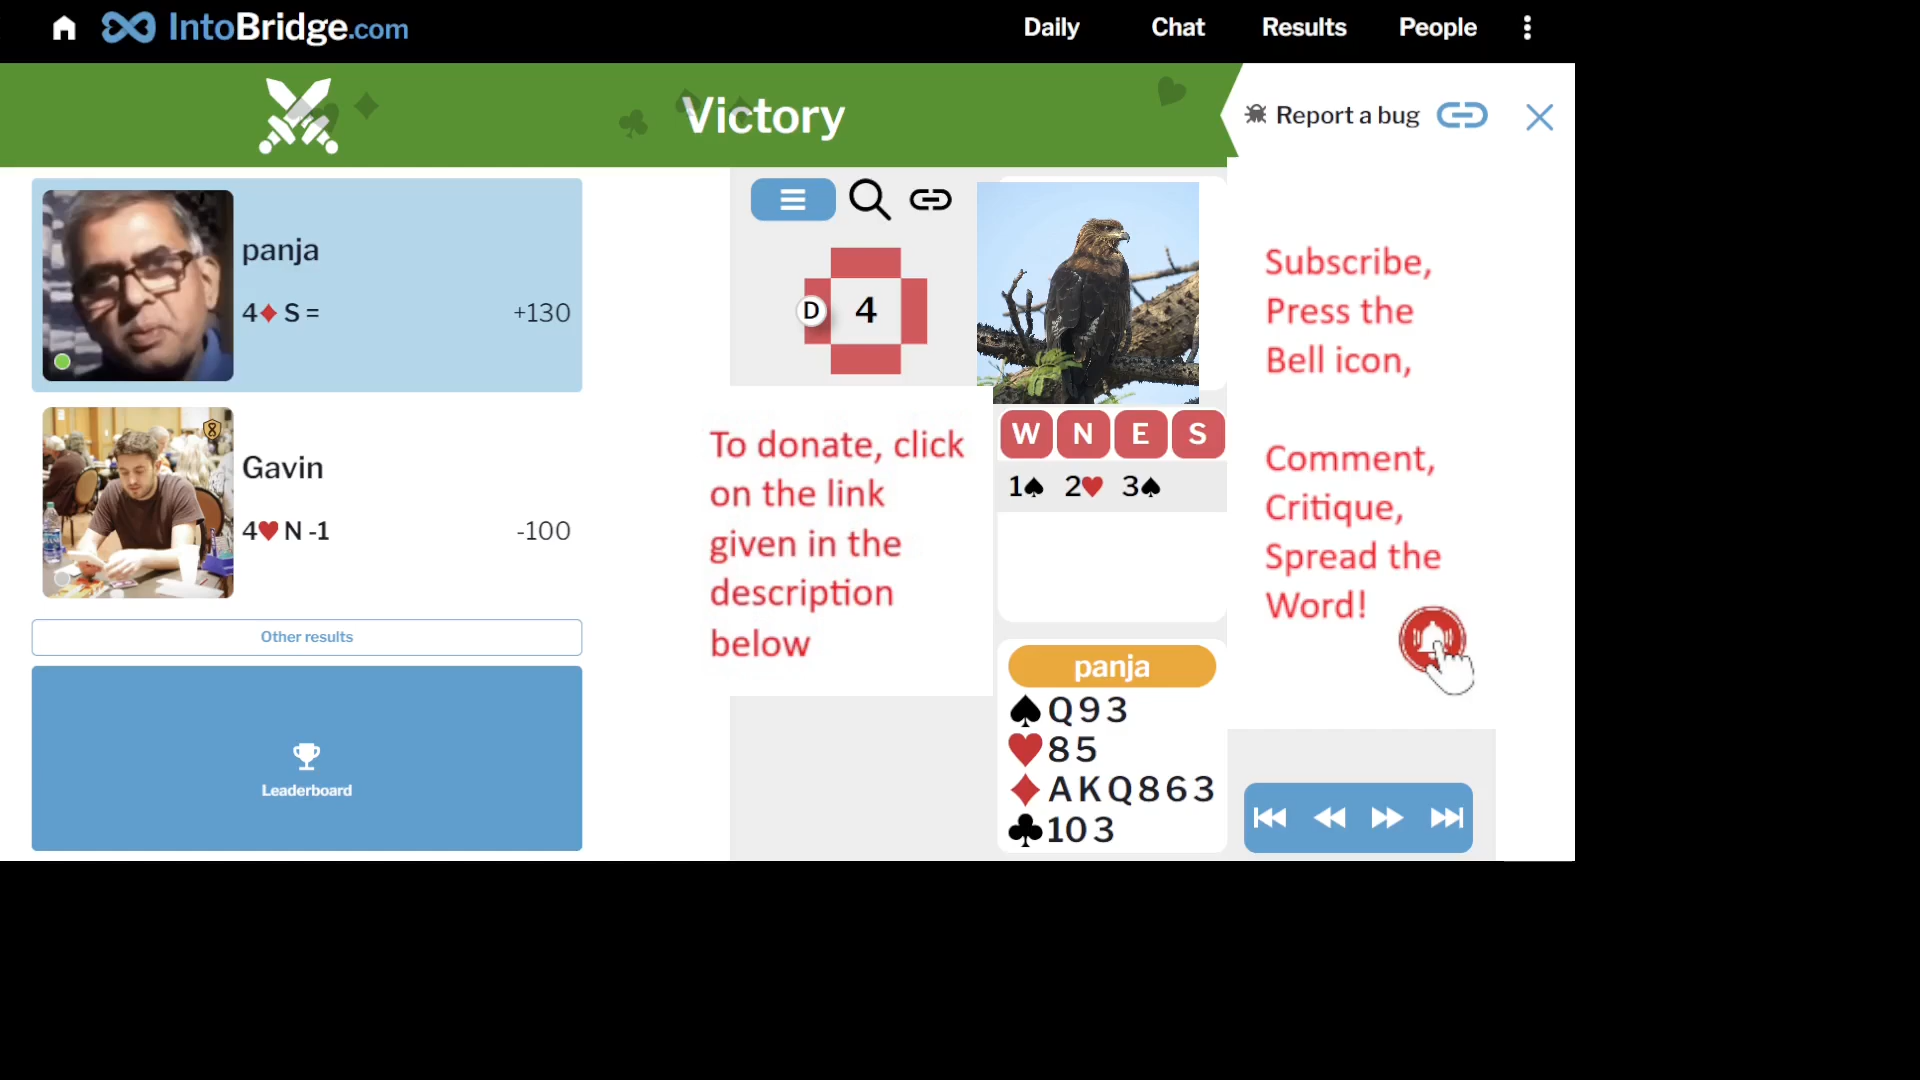 IntoBridge.com
Daily
Chat
Results
People
Victory
Report a bug
panja
4♦ S = +130
Gavin
4♥ N -1 -100
Other results
Leaderboard
D 4
To donate, click
on the link
given in the
description
below
W N E S
1♠ 2♥ 3♠
panja
♠Q93
♥85
♦AKQ863
♣103
Subscribe,
Press the
Bell icon,
Comment,
Critique,
Spread the
Word!